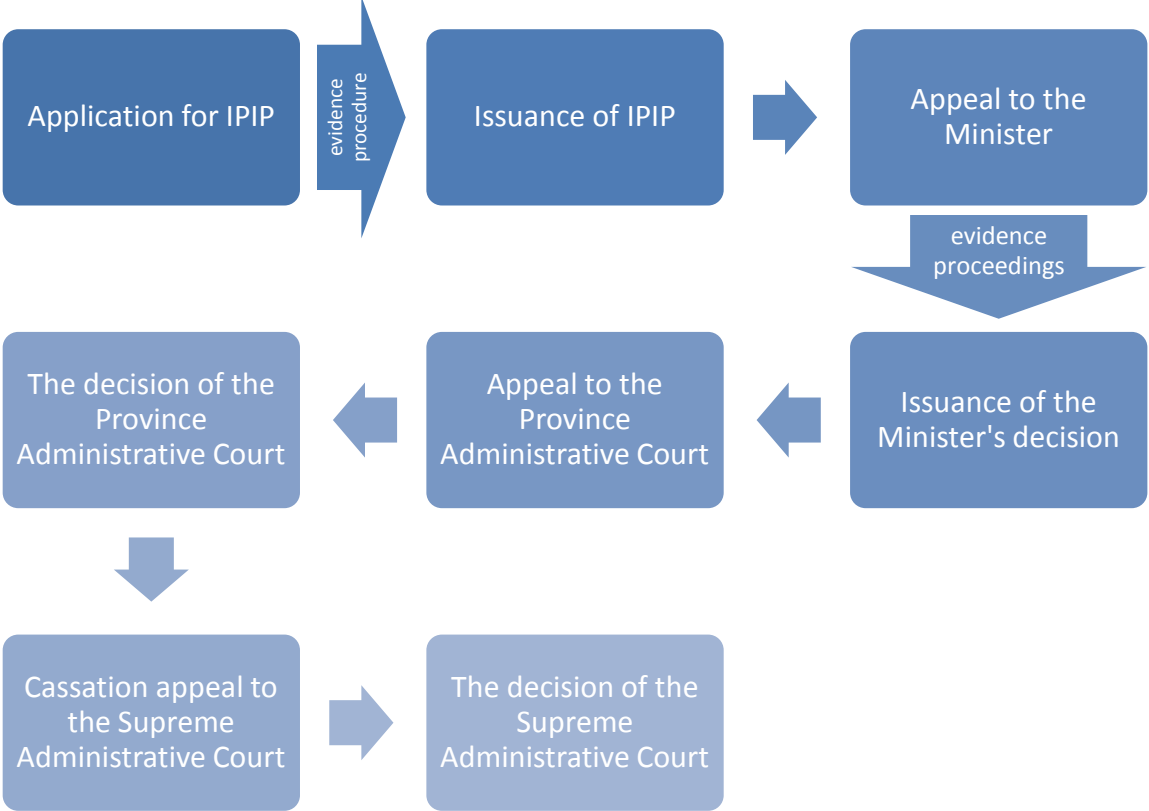 Application for IPIP
evidence
procedure
Issuance of IPIP
Appeal to the
Minister
evidence
proceedings
Issuance of the
Minister's decision
Appeal to the
Province
Administrative Court
The decision of the
Province
Administrative Court
Cassation appeal to
the Supreme
Administrative Court
The decision of the
Supreme
Administrative Court